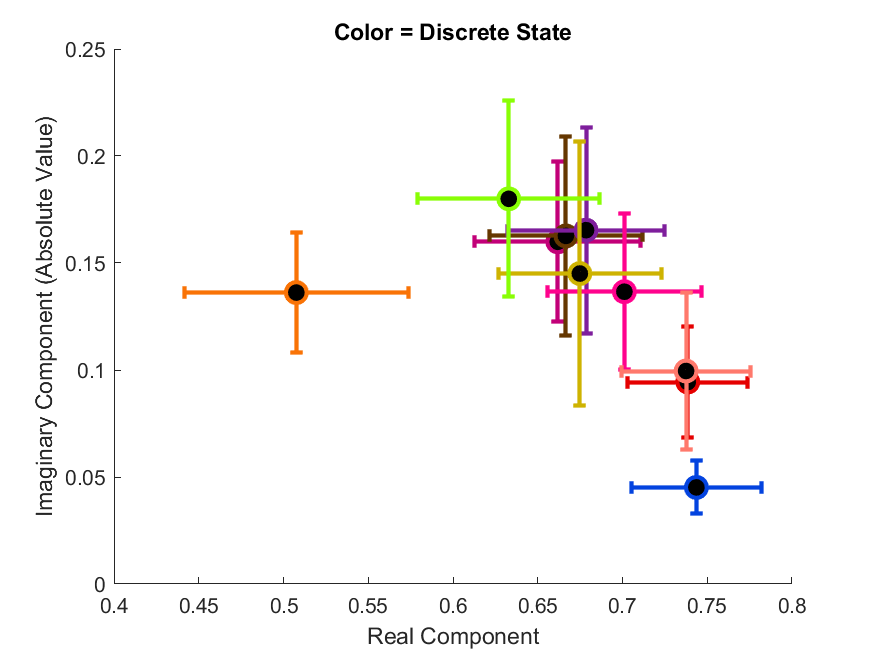 Color = Discrete State
0.25
0.2
0.15
0.1
0.05
0
Imaginary Component (Absolute Value)
0.4 0.45 0.5 0.55 0.6 0.65 0.7 0.75 0.8
Real Component